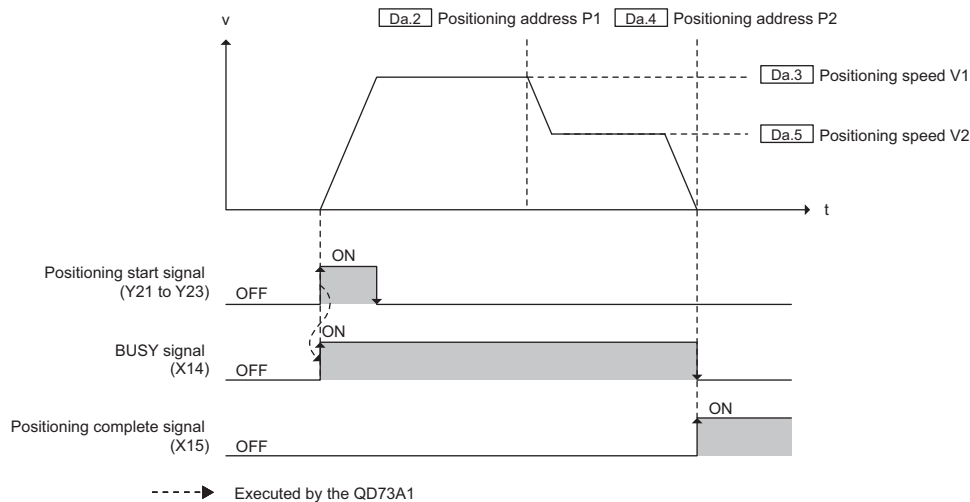 Da.2 Positioning address P1
Da.4 Positioning address P2
v
Da.3 Positioning speed V1
Da.5 Positioning speed V2
t
ON
Positioning start signal
(Y21 to Y23)
OFF
ON
BUSY signal
(X14)
OFF
ON
Positioning complete signal
(X15)
OFF
Executed by the QD73A1